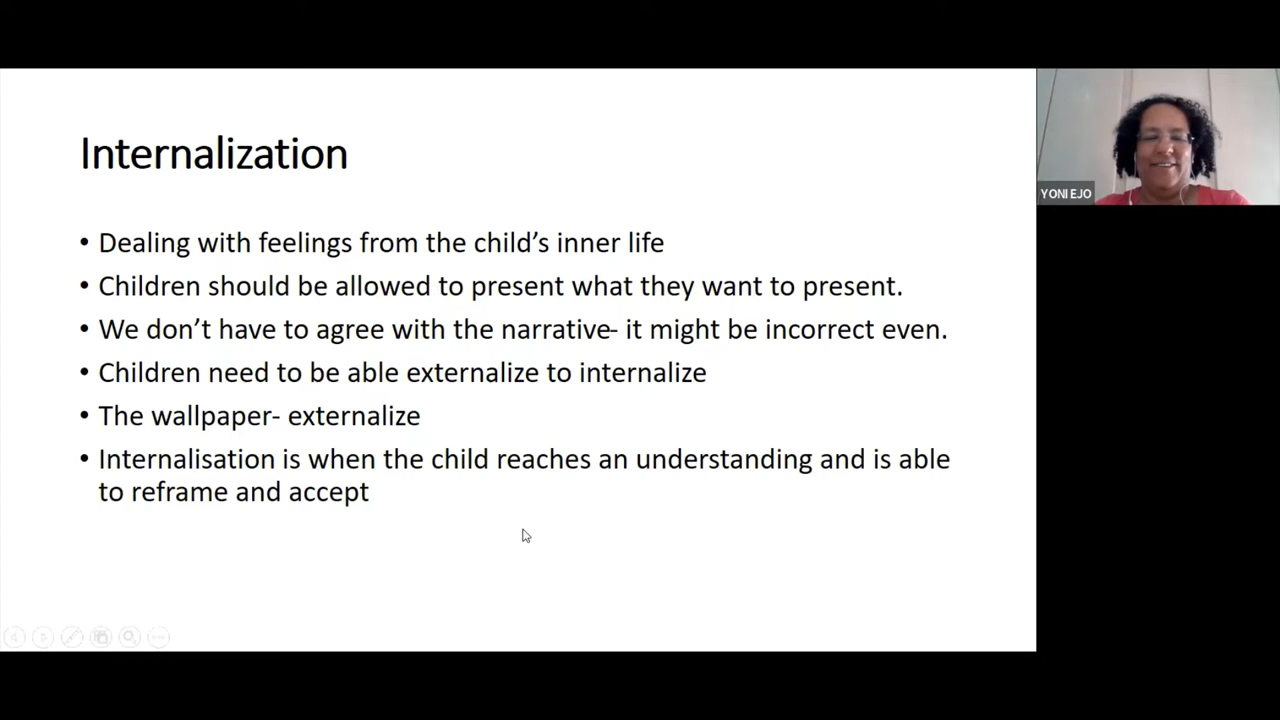 Internalization
• Dealing with feelings from the child's inner life
• Children should be allowed to present what they want to present.
• We don't have to agree with the narrative- it might be incorrect even.
• Children need to be able externalize to internalize
• The wallpaper- externalize
• Internalisation is when the child reaches an understanding and is able
to reframe and accept
YONI EJO